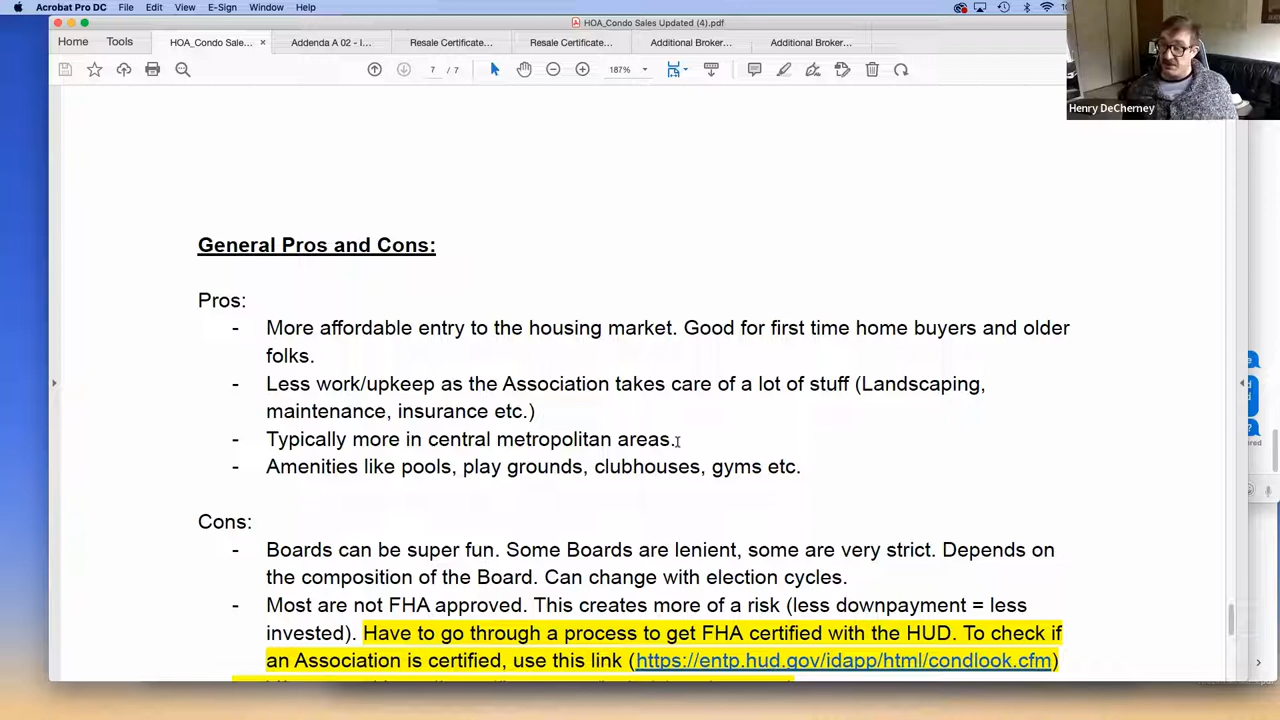 Acrobat Pro DC File Edit View E-Sign Window Help
HOA_Condo Sales Updated (4).pdf
Home Tools HOA_Condo Sale... × Addenda A 02 - I... Resale Certificate... Resale Certificate... Additional Broker... Additional Broker...
7 / 7 187%
Henry DeCherney
General Pros and Cons:
Pros:
- More affordable entry to the housing market. Good for first time home buyers and older
folks.
- Less work/upkeep as the Association takes care of a lot of stuff (Landscaping,
maintenance, insurance etc.)
- Typically more in central metropolitan areas.
- Amenities like pools, play grounds, clubhouses, gyms etc.
Cons:
- Boards can be super fun. Some Boards are lenient, some are very strict. Depends on
the composition of the Board. Can change with election cycles.
- Most are not FHA approved. This creates more of a risk (less downpayment = less
invested). Have to go through a process to get FHA certified with the HUD. To check if
an Association is certified, use this link (https://entp.hud.gov/idapp/html/condlook.cfm)